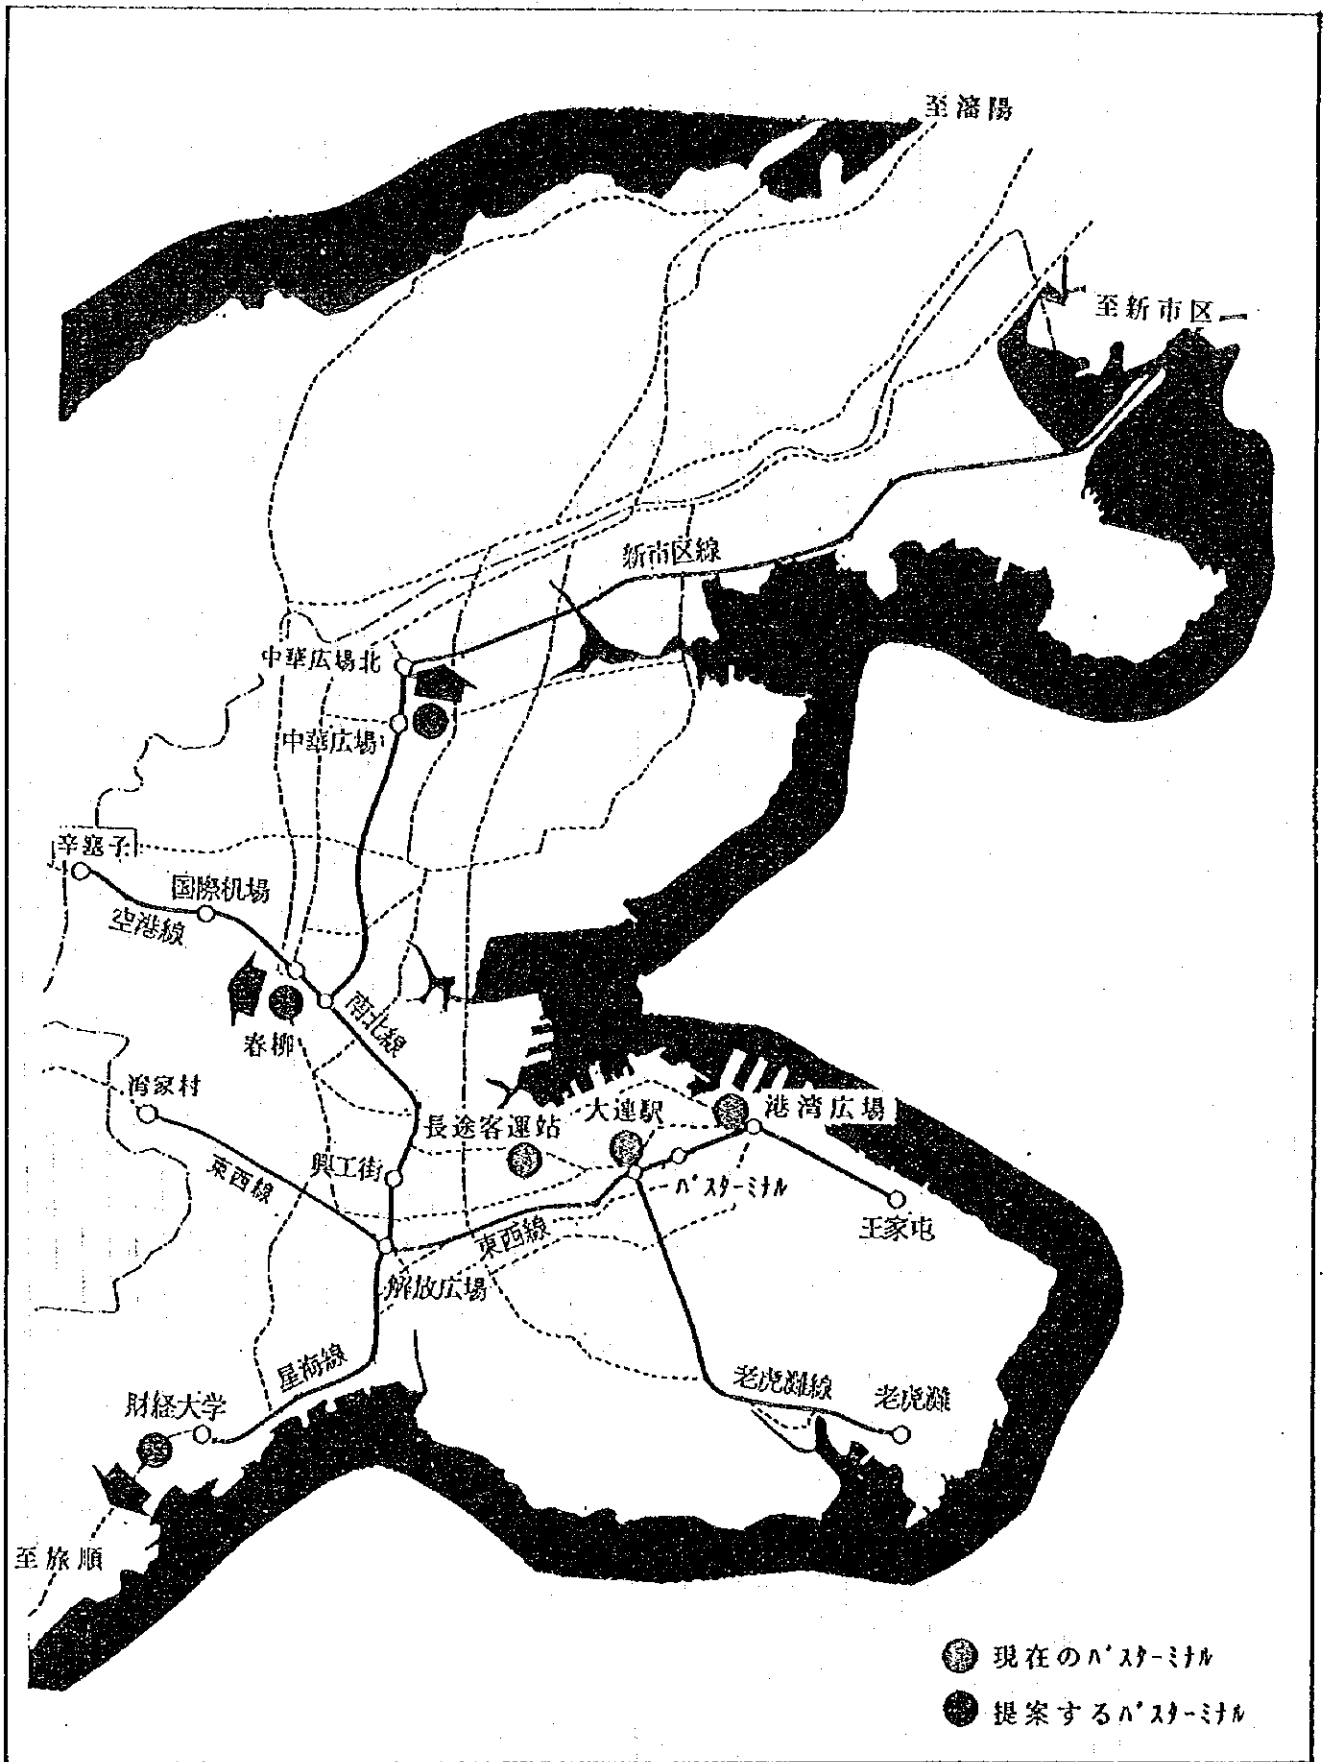 至瀋陽
至新市区
新市区線
中華広場北
中華広場
辛寨子
国際机場
空港線
南北線
春柳
湾家村
大連駅
港湾広場
長途客運站
興工街
東西線
バスターミナル
王家屯
東西線
解放広場
星海線
老虎灘線
老虎灘
財経大学
至旅順
現在のバスターミナル
提案するバスターミナル